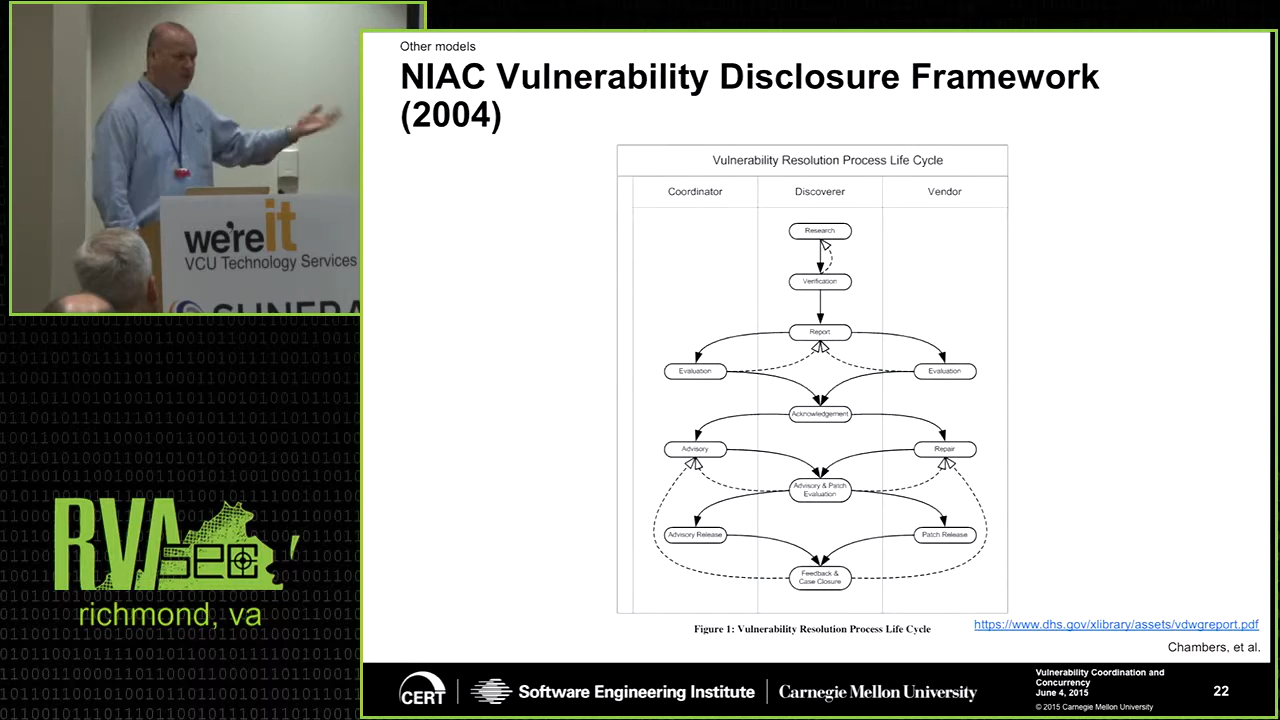 Other models
NIAC Vulnerability Disclosure Framework
(2004)
we're it
VCU Technology Services
Vulnerability Resolution Process Life Cycle
Coordinator Discoverer Vendor
Research
Verification
Report
Evaluation Evaluation
Acknowledgement
Advisory Repair
Advisory & Patch
Evaluation
Advisory Release Patch Release
Feedback &
Case Closure
Figure 1: Vulnerability Resolution Process Life Cycle
https://www.dhs.gov/xlibrary/assets/vdwgreport.pdf
Chambers, et al.
RVA
SEC
richmond, va
CERT
Software Engineering Institute
Carnegie Mellon University
Vulnerability Coordination and
Concurrency
June 4, 2015
© 2015 Carnegie Mellon University
22